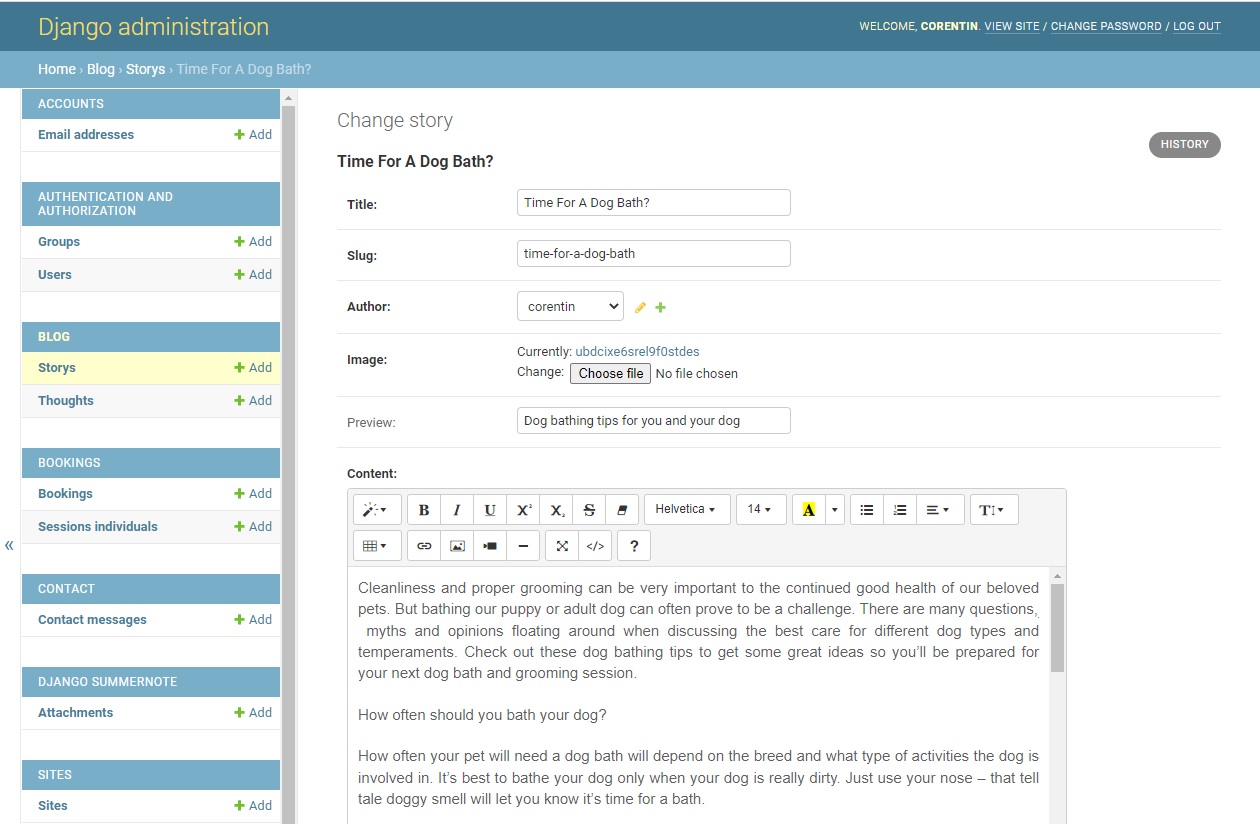 Django administration
WELCOME, CORENTIN. VIEW SITE / CHANGE PASSWORD / LOG OUT
Home › Blog › Storys › Time For A Dog Bath?
ACCOUNTS
Email addresses
Add
AUTHENTICATION AND
AUTHORIZATION
Groups
Add
Users
Add
BLOG
Storys
Add
Thoughts
Add
BOOKINGS
Bookings
Add
Sessions individuals
Add
CONTACT
Contact messages
Add
DJANGO SUMMERNOTE
Attachments
Add
SITES
Sites
Add
«
Change story
HISTORY
Time For A Dog Bath?
Title: Time For A Dog Bath?
Slug: time-for-a-dog-bath
Author: corentin
Image: Currently: ubdcixe6srel9f0stdes
Change: Choose file No file chosen
Preview: Dog bathing tips for you and your dog
Content:
B I U X² X₂ S Helvetica 14 A T
</> ?
Cleanliness and proper grooming can be very important to the continued good health of our beloved
pets. But bathing our puppy or adult dog can often prove to be a challenge. There are many questions,
myths and opinions floating around when discussing the best care for different dog types and
temperaments. Check out these dog bathing tips to get some great ideas so you’ll be prepared for
your next dog bath and grooming session.
How often should you bath your dog?
How often your pet will need a dog bath will depend on the breed and what type of activities the dog is
involved in. It’s best to bathe your dog only when your dog is really dirty. Just use your nose – that tell
tale doggy smell will let you know it’s time for a bath.